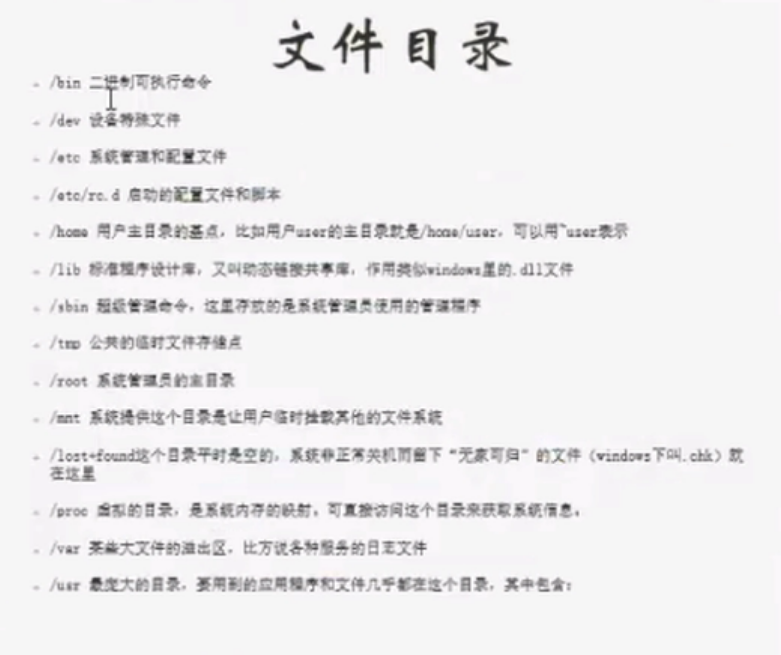 文件目录
/bin 二进制可执行命令
/dev 设备特殊文件
/etc 系统管理和配置文件
/etc/rc.d 启动的配置文件和脚本
/home 用户主目录的基点，比如用户user的主目录就是/home/user，可以用~user表示
/lib 标准程序设计库，又叫动态链接共享库，作用类似windows里的.dll文件
/sbin 超级管理命令，这里存放的是系统管理员使用的管理程序
/tmp 公共的临时文件存储点
/root 系统管理员的主目录
/mnt 系统提供这个目录是让用户临时挂载其他的文件系统
/lost+found这个目录平时是空的，系统非正常关机而留下“无家可归”的文件（windows下叫.chk）就
在这里
/proc 虚拟的目录，是系统内存的映射。可直接访问这个目录来获取系统信息。
/var 某些大文件的溢出区，比方说各种服务的日志文件
/usr 最庞大的目录，要用到的应用程序和文件几乎都在这个目录，其中包含：